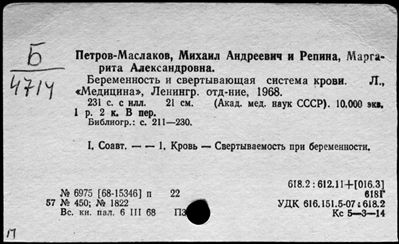 Б
4714
Петров-Маслаков, Михаил Андреевич и Репина, Марга-
рита Александровна.
Беременность и свертывающая система крови. Л.,
«Медицина», Ленингр. отд-ние, 1968.
231 с. с илл. 21 см. (Акад. мед. наук СССР). 10.000 экз.
1 р. 2 к. В пер.
Библиогр.: с. 211—230.
I. Соавт. — — 1. Кровь — Свертываемость при беременности.
618.2 : 612.11+[016.3]
№ 6975 [68-15346] п 22 618Г
57 № 450; № 1822 УДК 616.151.5-07 : 618.2
Вс. кн. пал. 6 III 68 ПЗ Кс 5—3—14
П